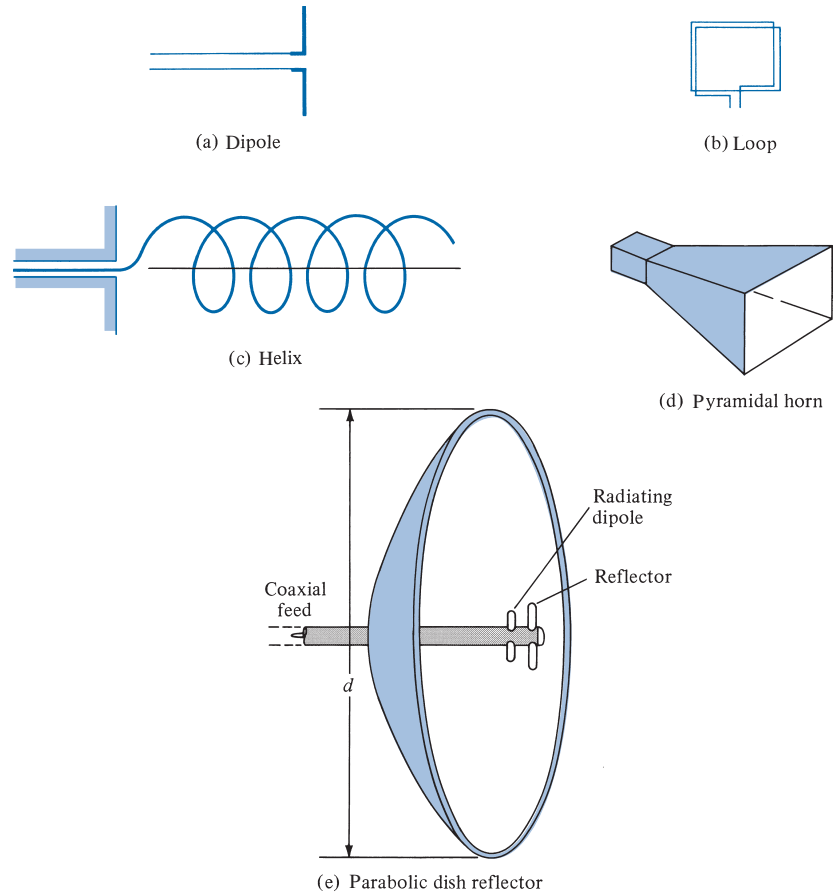 (a) Dipole
(b) Loop
(c) Helix
(d) Pyramidal horn
Radiating
dipole
Reflector
Coaxial
feed
d
(e) Parabolic dish reflector